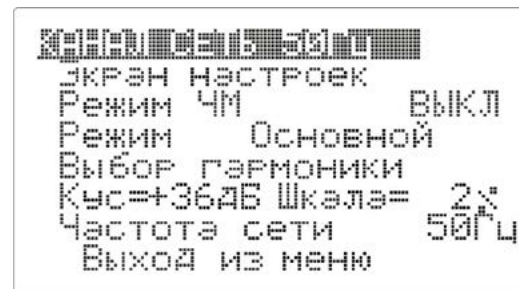 КАНАЛ СЕТЬ 50Гц
Экран настроек
Режим ЧМ ВЫКЛ
Режим Основной
Выбор гармоники
Кус=+36дБ Шкала= 2%
Частота сети 50Гц
Выход из меню